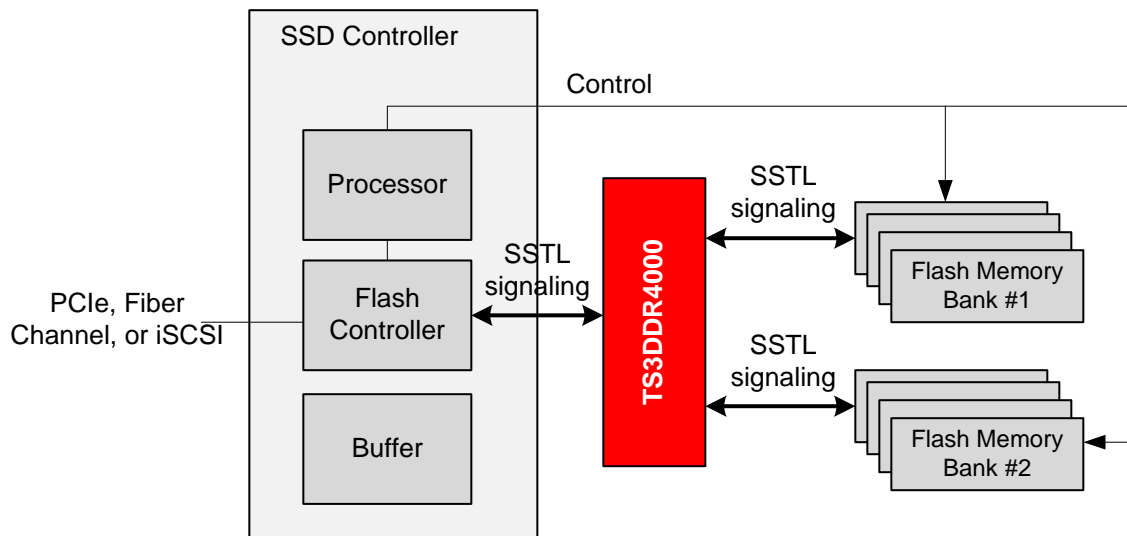 SSD Controller
Control
Processor
SSTL
signaling
Flash
Controller
PCIe, Fiber
Channel, or iSCSI
Buffer
TS3DDR4000
SSTL
signaling
Flash Memory
Bank #1
SSTL
signaling
Flash Memory
Bank #2